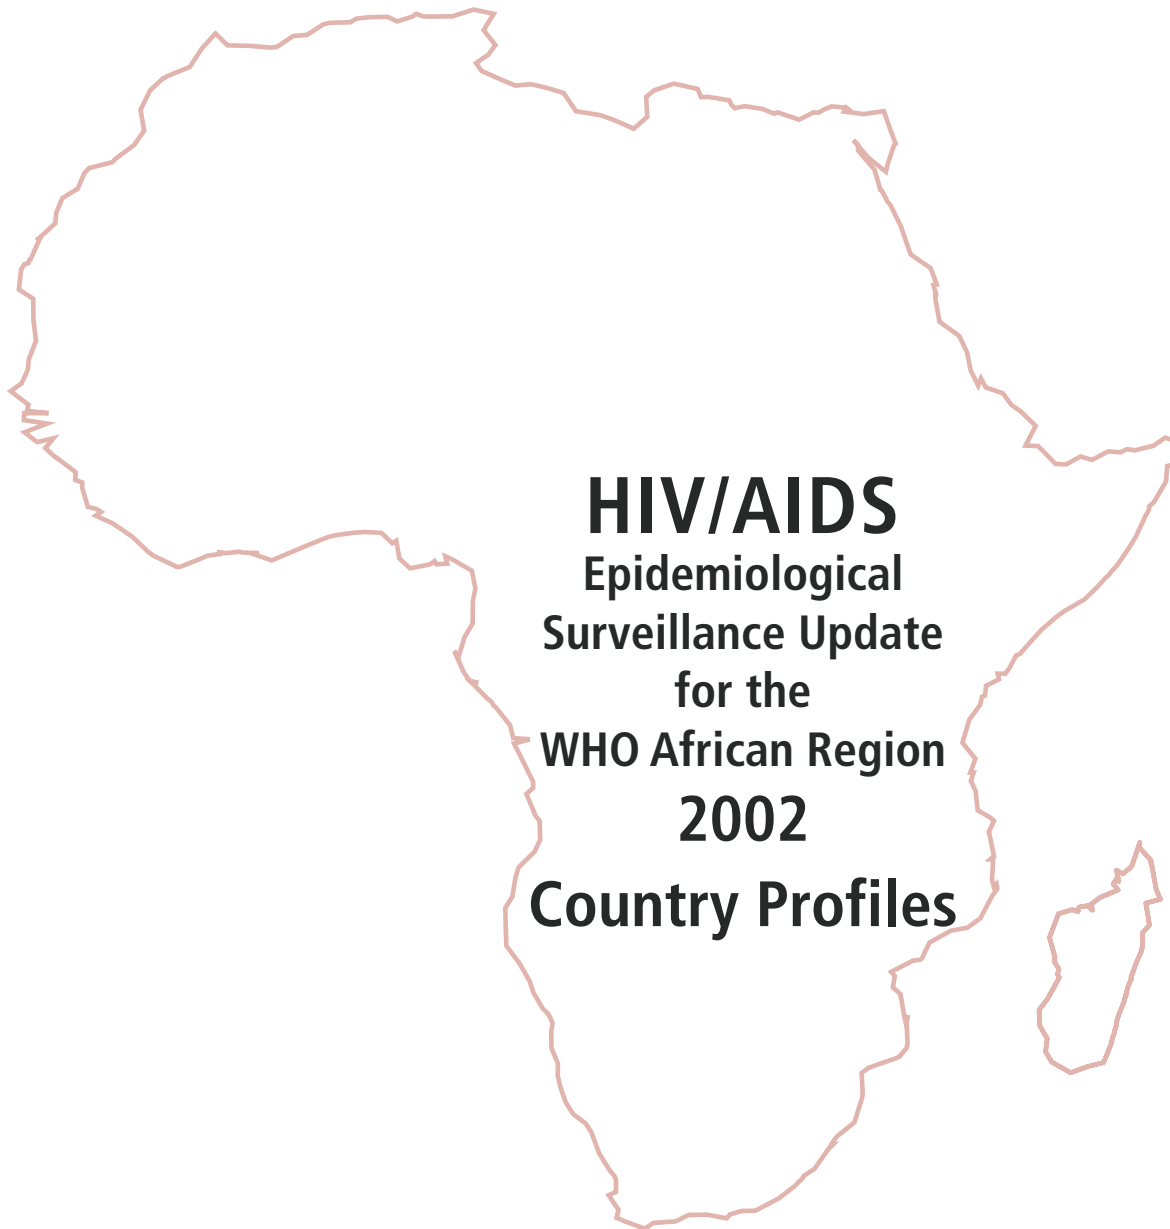 HIV/AIDS
Epidemiological
Surveillance Update
for the
WHO African Region
2002
Country Profiles